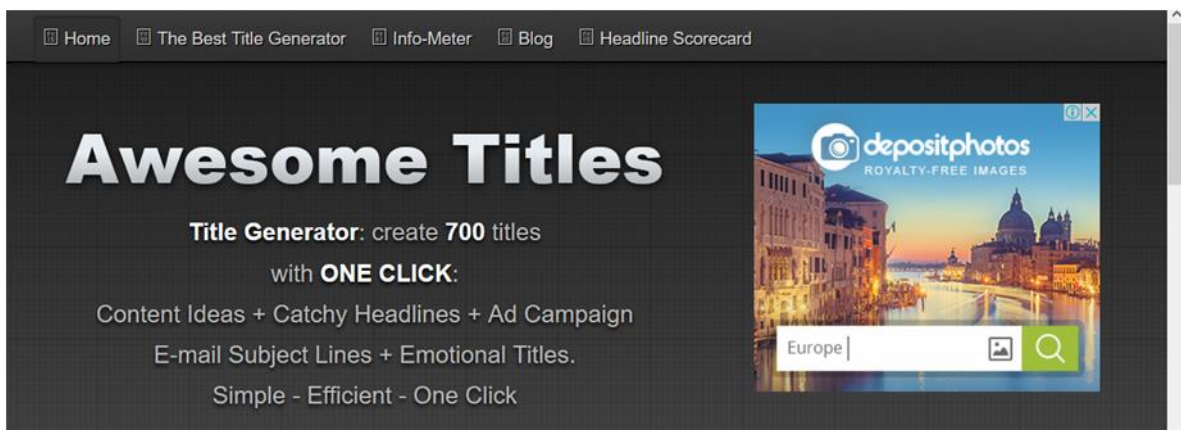 Home The Best Title Generator Info-Meter Blog Headline Scorecard
Awesome Titles
Title Generator: create 700 titles
with ONE CLICK:
Content Ideas + Catchy Headlines + Ad Campaign
E-mail Subject Lines + Emotional Titles.
Simple - Efficient - One Click
depositphotos
ROYALTY-FREE IMAGES
Europe